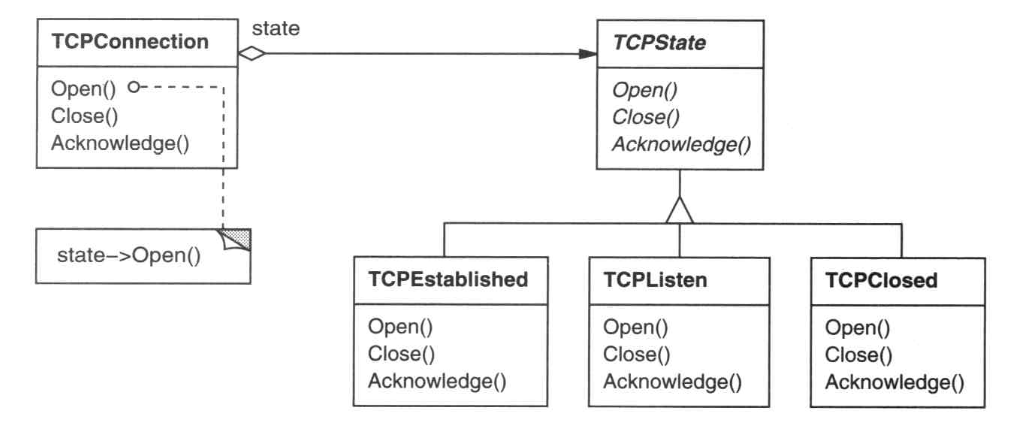 TCPConnection
Open()
Close()
Acknowledge()
state
TCPState
Open()
Close()
Acknowledge()
state–>Open()
TCPEstablished
Open()
Close()
Acknowledge()
TCPListen
Open()
Close()
Acknowledge()
TCPClosed
Open()
Close()
Acknowledge()